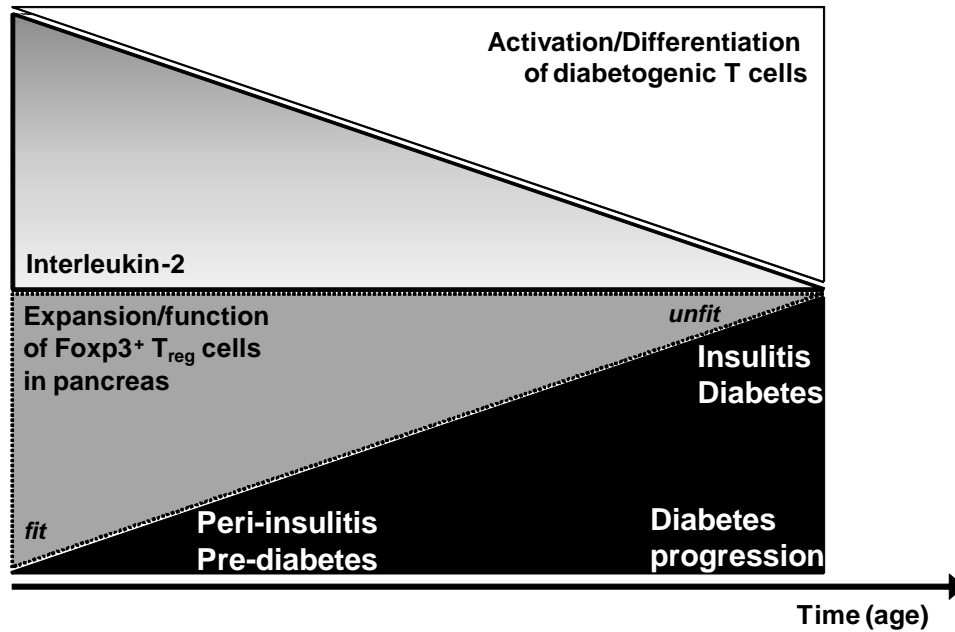 Activation/Differentiation
of diabetogenic T cells
Interleukin-2
Expansion/function
of Foxp3⁺ Tᵣₑg cells
in pancreas
unfit
Insulitis
Diabetes
fit
Peri-insulitis
Pre-diabetes
Diabetes
progression
Time (age)